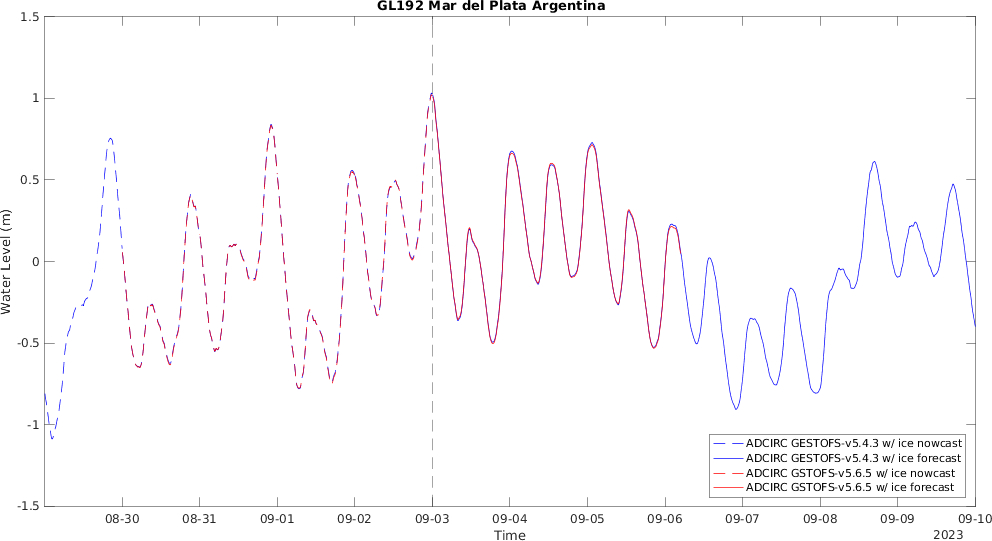 GL192 Mar del Plata Argentina
1.5
1
0.5
0
-0.5
-1
-1.5
Water Level (m)
08-30 08-31 09-01 09-02 09-03 09-04 09-05 09-06 09-07 09-08 09-09 09-10
Time
2023
ADCIRC GESTOFS-v5.4.3 w/ ice nowcast
ADCIRC GESTOFS-v5.4.3 w/ ice forecast
ADCIRC GSTOFS-v5.6.5 w/ ice nowcast
ADCIRC GSTOFS-v5.6.5 w/ ice forecast